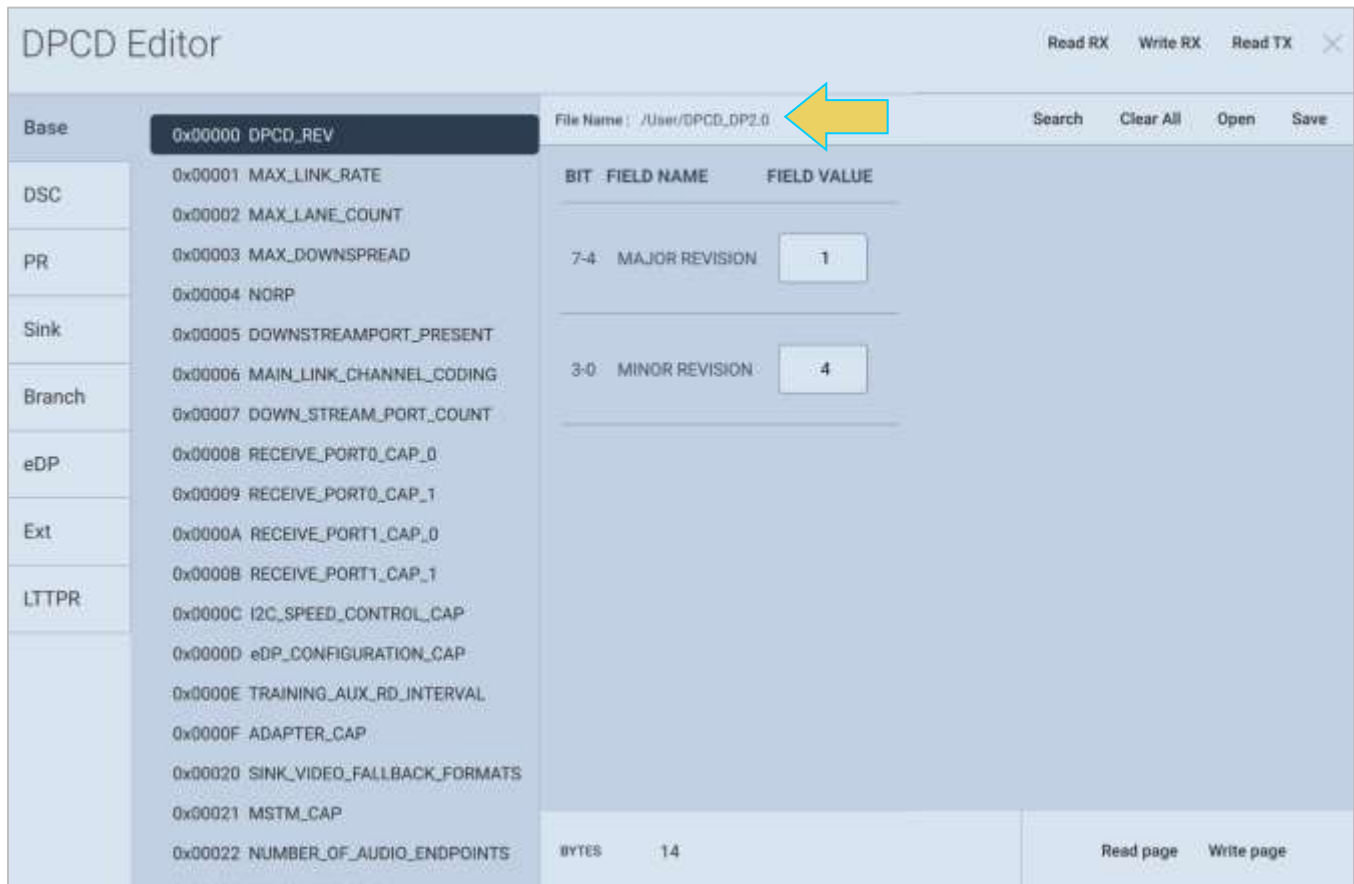 DPCD Editor
Read RX Write RX Read TX
Base
DSC
PR
Sink
Branch
eDP
Ext
LTTPR
0x00000 DPCD_REV
0x00001 MAX_LINK_RATE
0x00002 MAX_LANE_COUNT
0x00003 MAX_DOWNSPREAD
0x00004 NORP
0x00005 DOWNSTREAMPORT_PRESENT
0x00006 MAIN_LINK_CHANNEL_CODING
0x00007 DOWN_STREAM_PORT_COUNT
0x00008 RECEIVE_PORT0_CAP_0
0x00009 RECEIVE_PORT0_CAP_1
0x0000A RECEIVE_PORT1_CAP_0
0x0000B RECEIVE_PORT1_CAP_1
0x0000C I2C_SPEED_CONTROL_CAP
0x0000D eDP_CONFIGURATION_CAP
0x0000E TRAINING_AUX_RD_INTERVAL
0x0000F ADAPTER_CAP
0x00020 SINK_VIDEO_FALLBACK_FORMATS
0x00021 MSTM_CAP
0x00022 NUMBER_OF_AUDIO_ENDPOINTS
File Name : /User/DPCD_DP2.0
Search Clear All Open Save
BIT FIELD NAME FIELD VALUE
7-4 MAJOR REVISION 1
3-0 MINOR REVISION 4
BYTES 14
Read page Write page